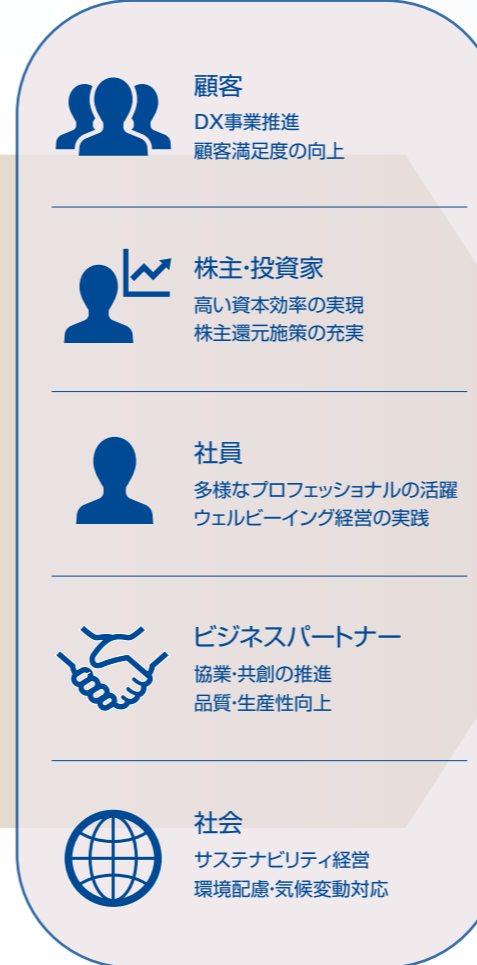 顧客
DX事業推進
顧客満足度の向上
株主・投資家
高い資本効率の実現
株主還元施策の充実
社員
多様なプロフェッショナルの活躍
ウェルビーイング経営の実践
ビジネスパートナー
協業・共創の推進
品質・生産性向上
社会
サステナビリティ経営
環境配慮・気候変動対応